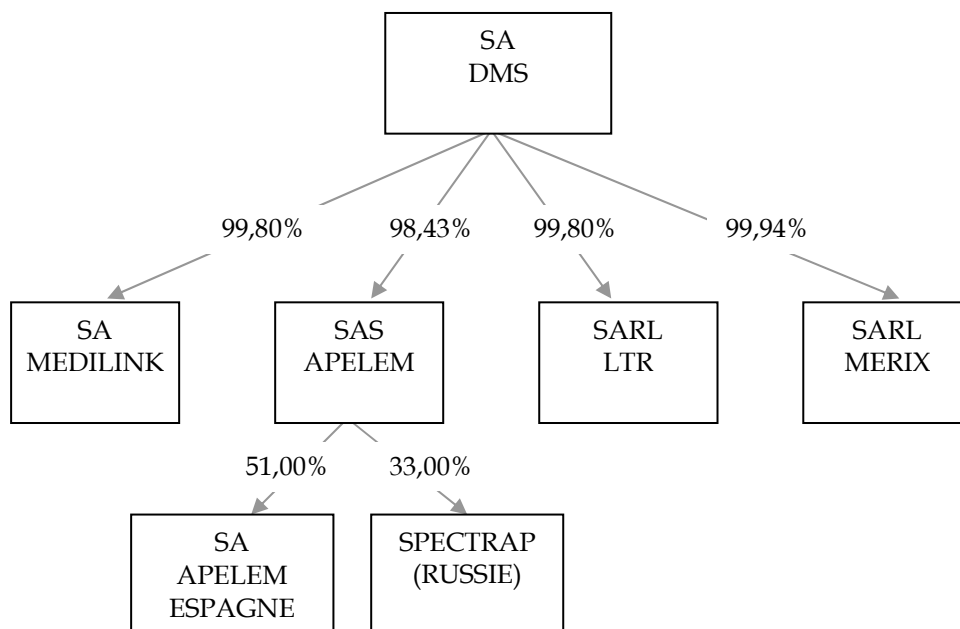 SA
DMS
99,80%
98,43%
99,80%
99,94%
SA
MEDILINK
SAS
APELEM
SARL
LTR
SARL
MERIX
51,00%
33,00%
SA
APELEM
ESPAGNE
SPECTRAP
(RUSSIE)